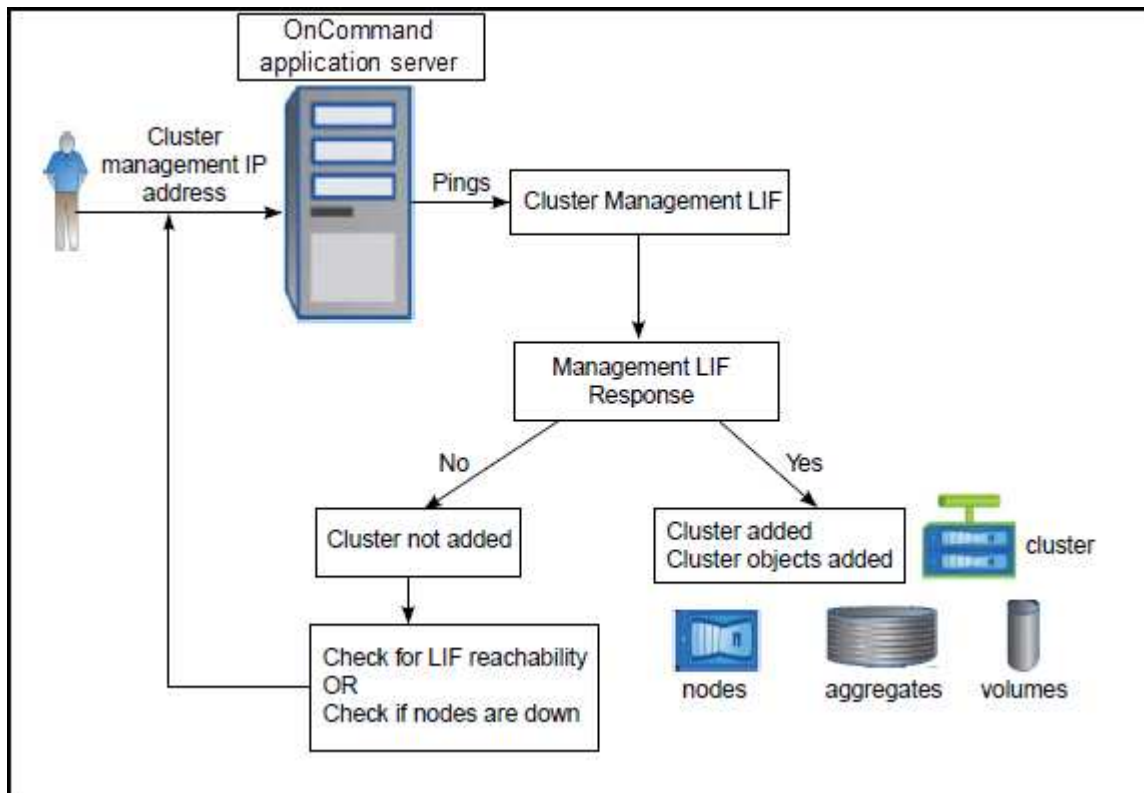 OnCommand
application server
Cluster
management IP
address
Pings
Cluster Management LIF
Management LIF
Response
No
Yes
Cluster not added
Cluster added
Cluster objects added
cluster
Check for LIF reachability
OR
Check if nodes are down
nodes
aggregates
volumes